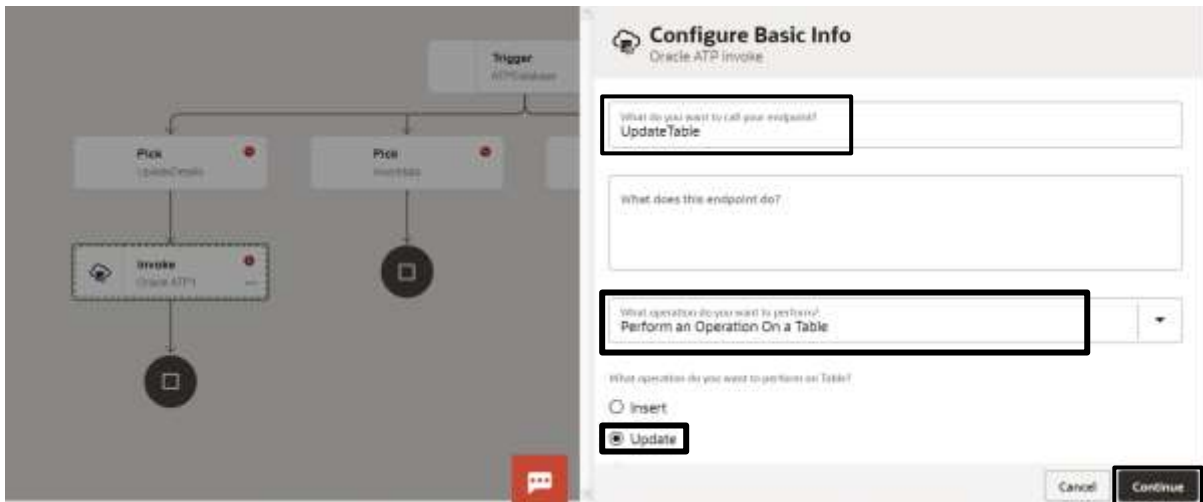 Trigger
ATPDatabase
Pick
UpdateDetails
Pick
Invoke
Oracle ATP1
Configure Basic Info
Oracle ATP Invoke
What do you want to call your endpoint?
UpdateTable
What does this endpoint do?
What operation do you want to perform?
Perform an Operation On a Table
What operation do you want to perform on Table?
Insert
Update
Cancel
Continue